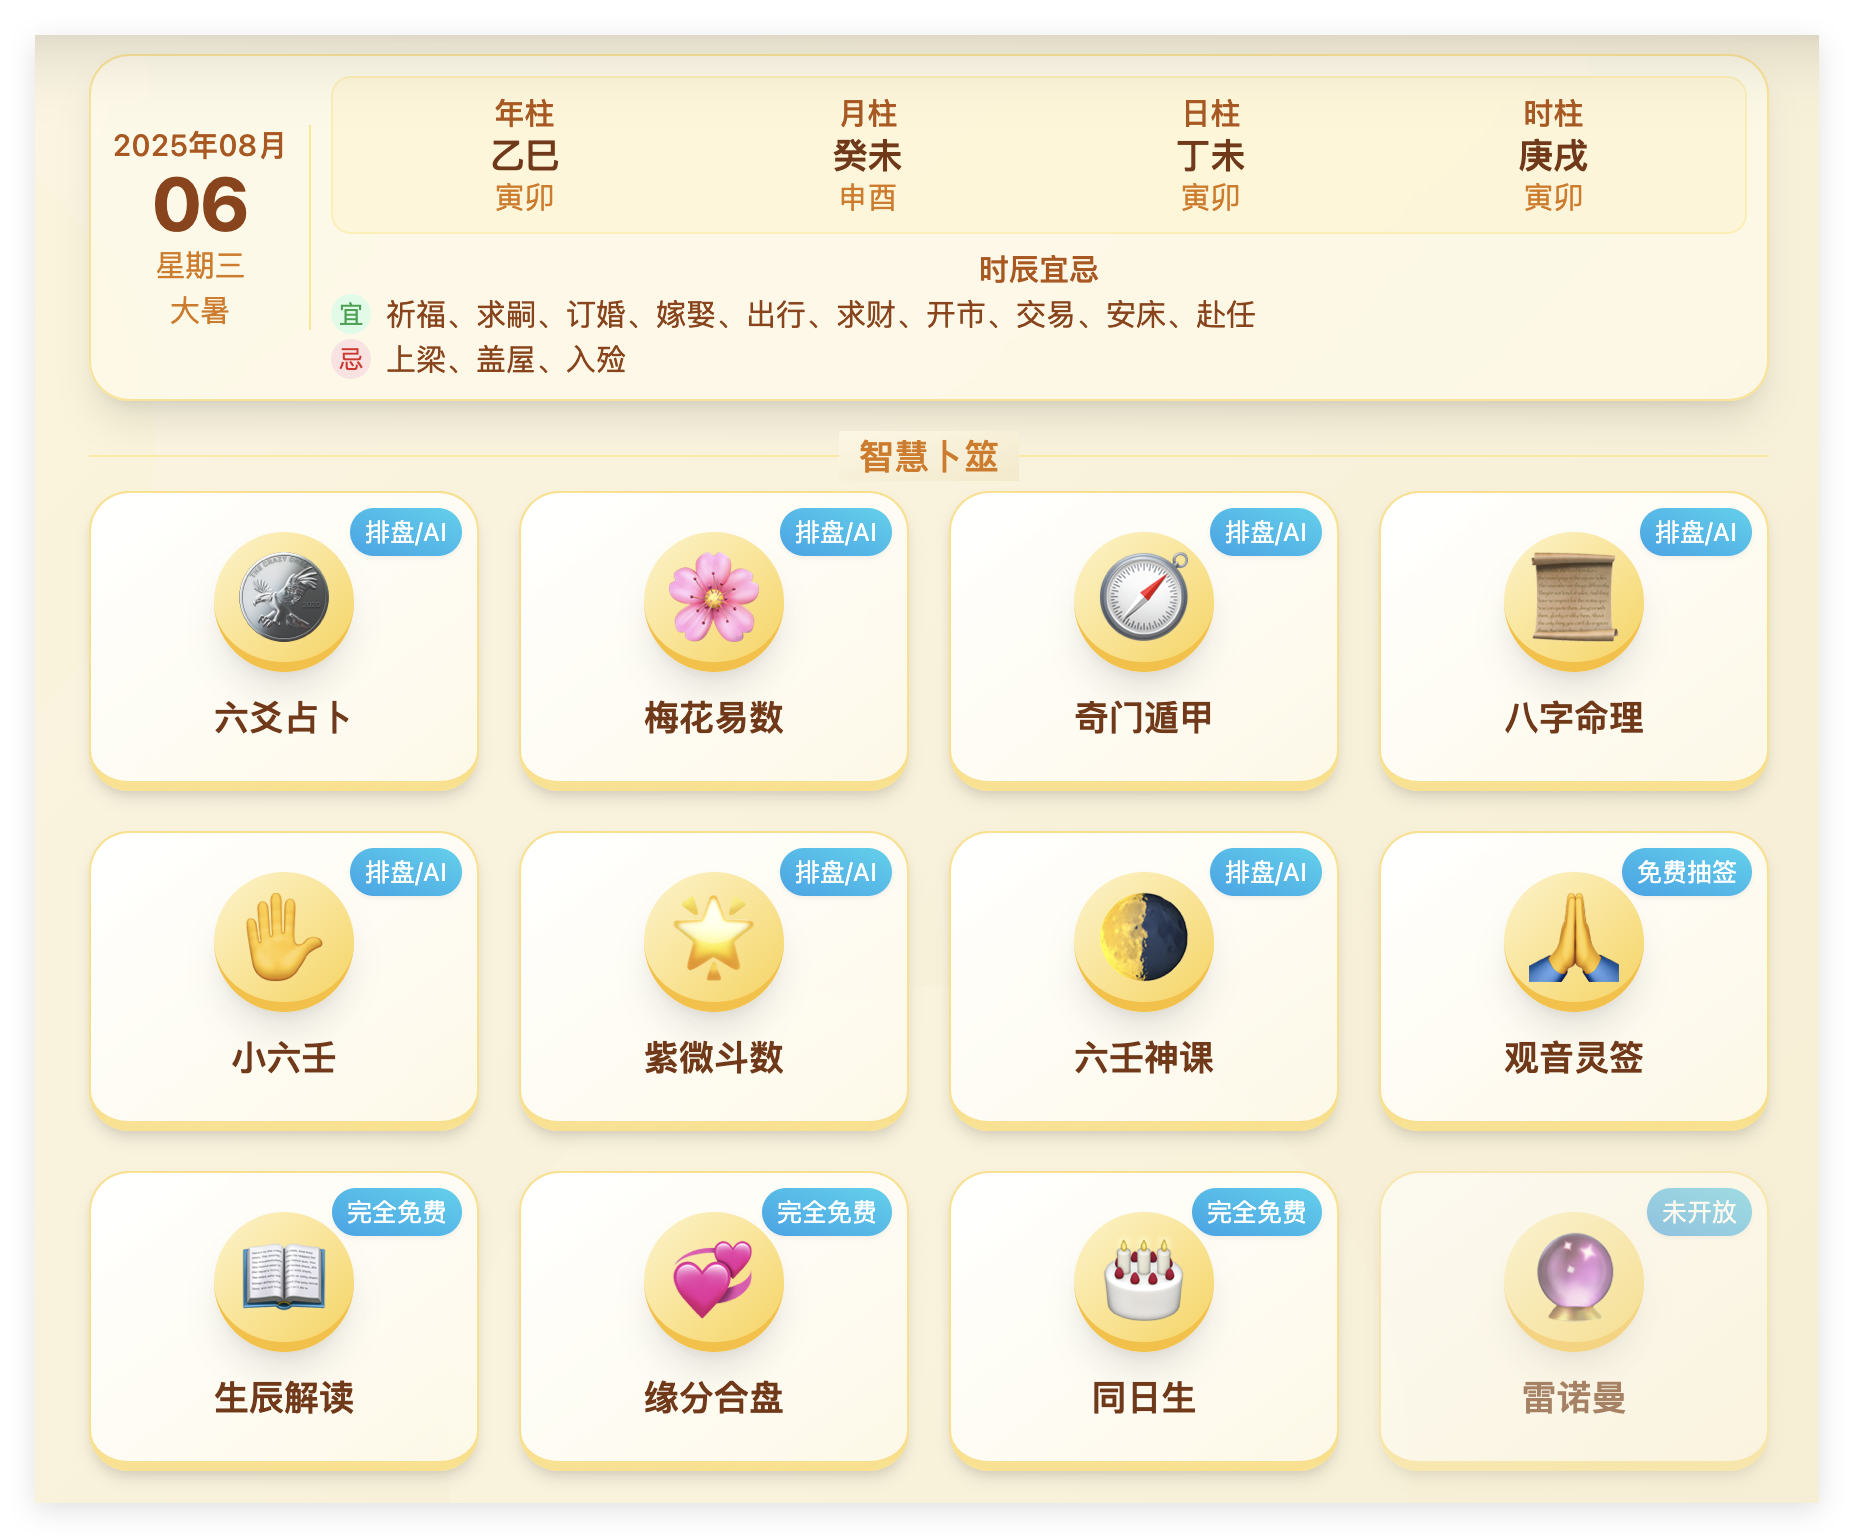 2025年08月
06
星期三
大暑
年柱 月柱 日柱 时柱
乙巳 癸未 丁未 庚戌
寅卯 申酉 寅卯 寅卯
时辰宜忌
宜 祈福、求嗣、订婚、嫁娶、出行、求财、开市、交易、安床、赴任
忌 上梁、盖屋、入殓
智慧卜筮
排盘/AI 排盘/AI 排盘/AI 排盘/AI
六爻占卜 梅花易数 奇门遁甲 八字命理
排盘/AI 排盘/AI 排盘/AI 免费抽签
小六壬 紫微斗数 六壬神课 观音灵签
完全免费 完全免费 完全免费 未开放
生辰解读 缘分合盘 同日生 雷诺曼